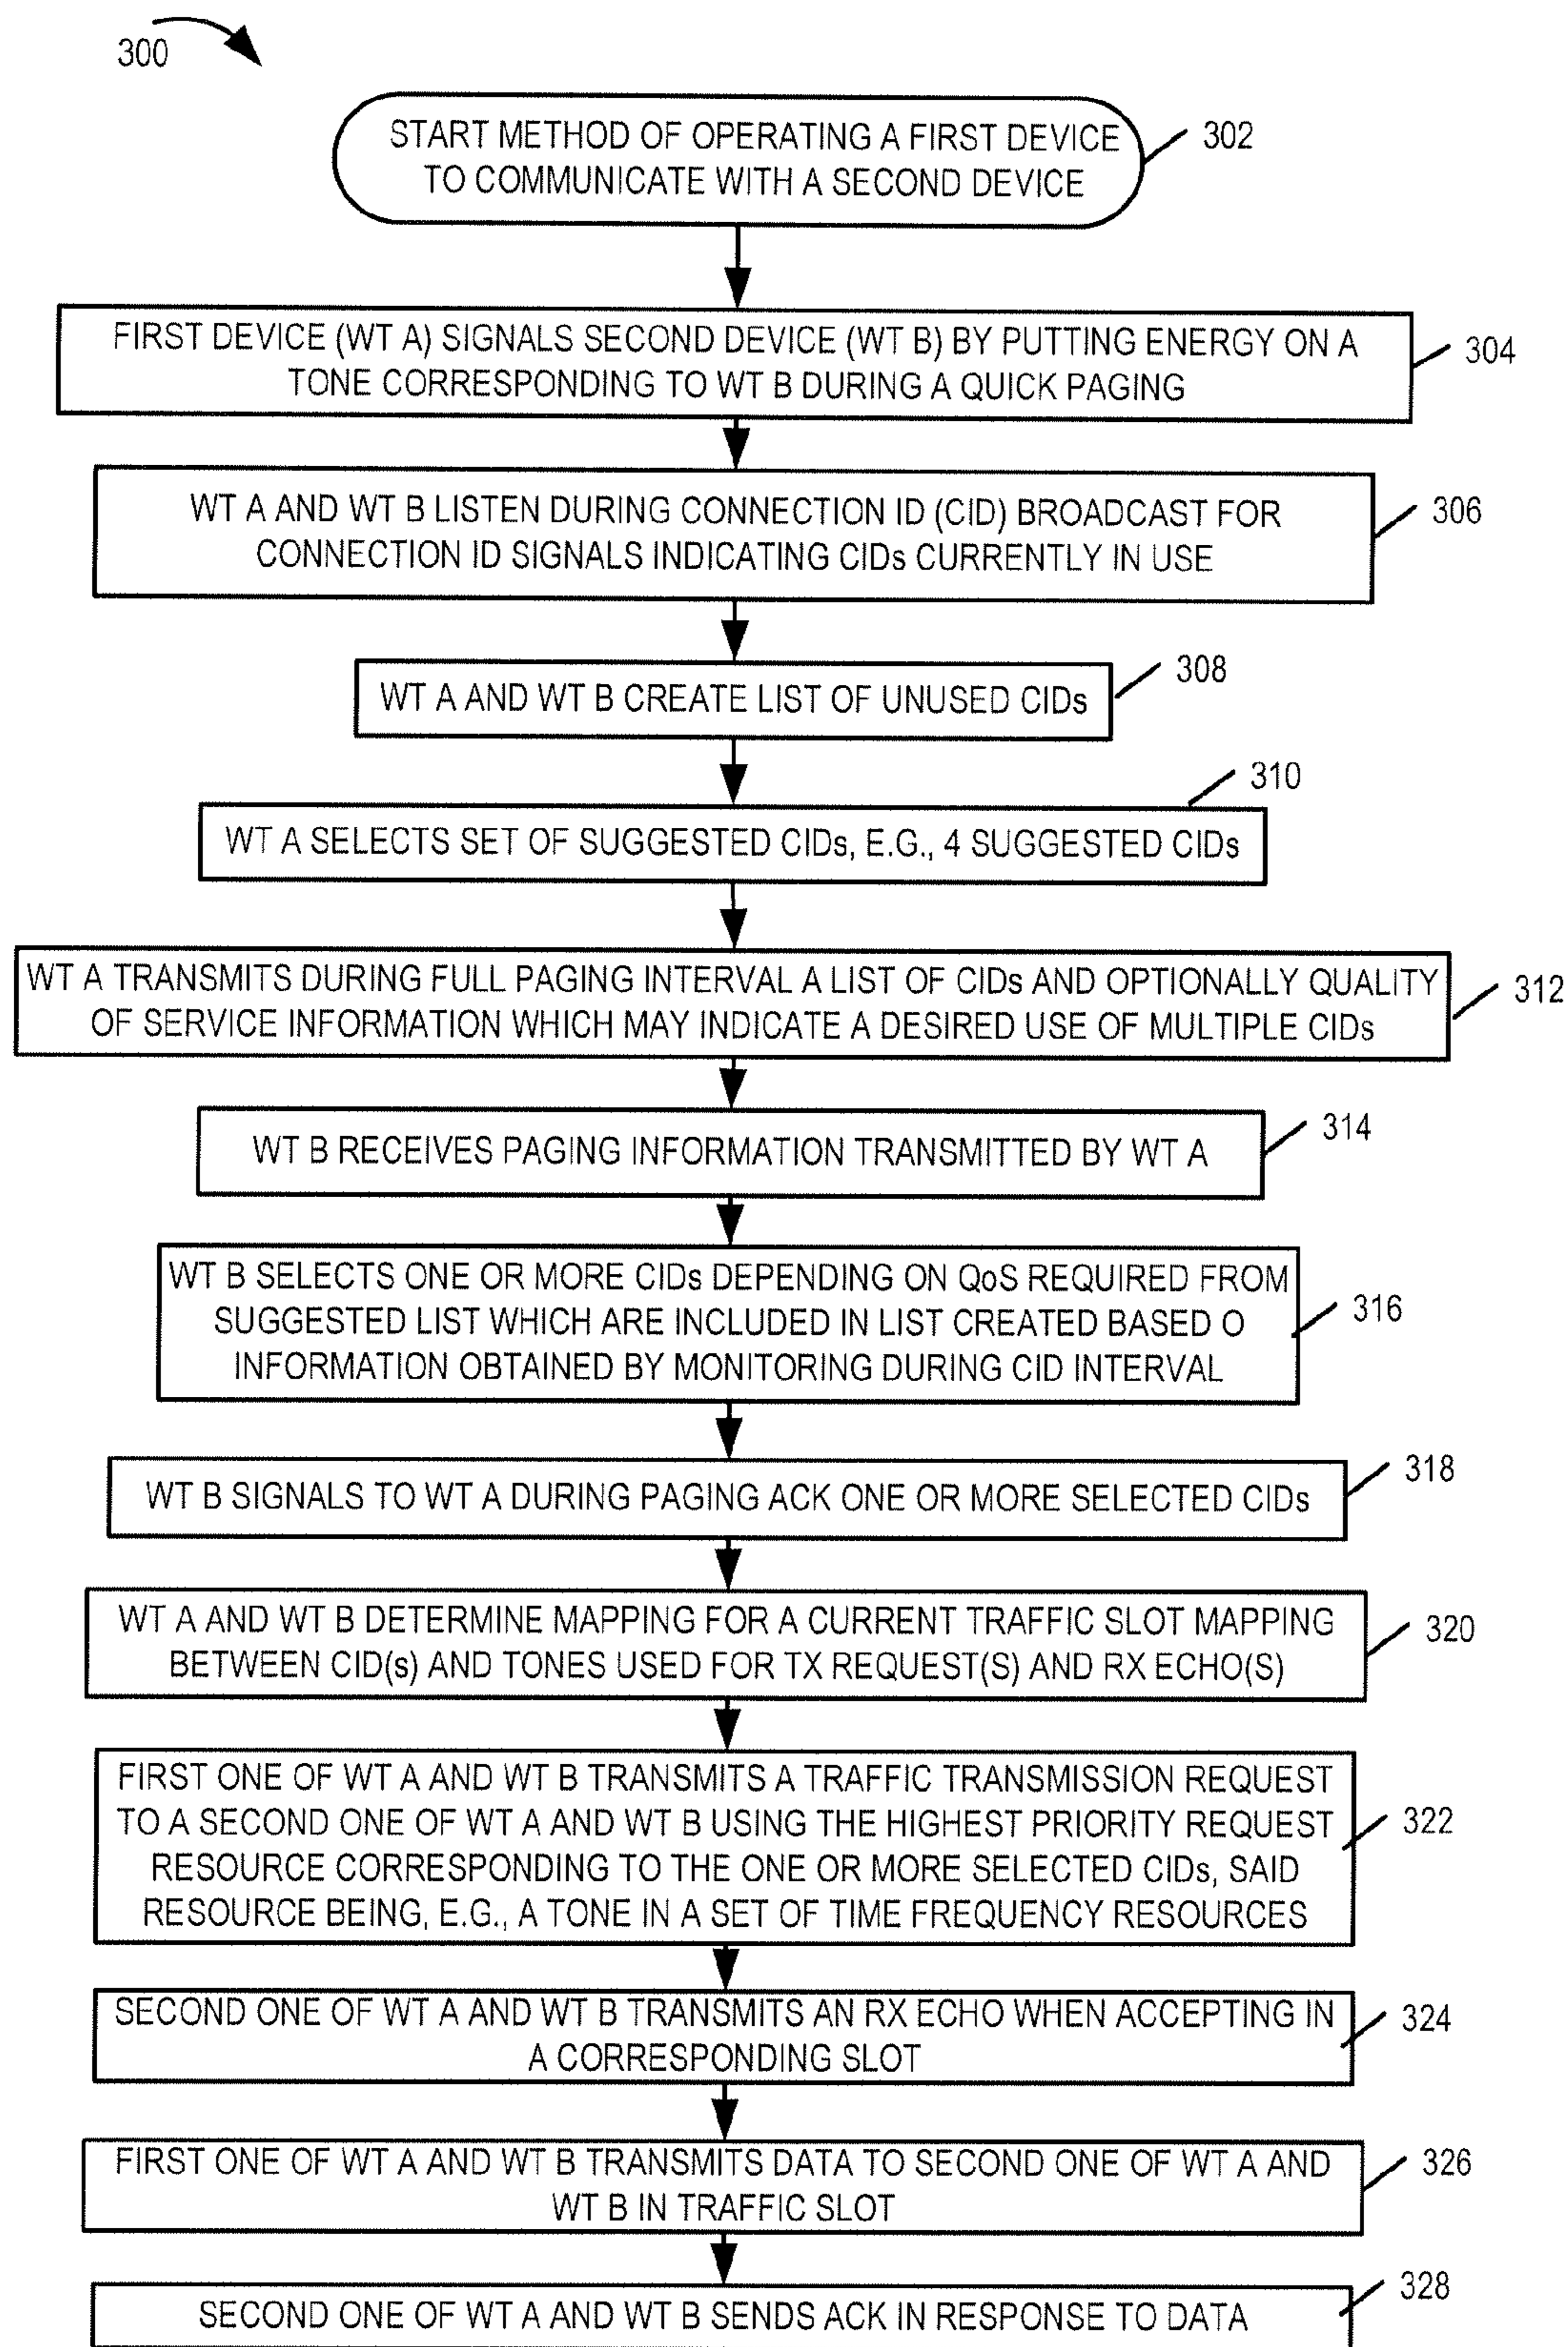 300
START METHOD OF OPERATING A FIRST DEVICE
TO COMMUNICATE WITH A SECOND DEVICE
302
FIRST DEVICE (WT A) SIGNALS SECOND DEVICE (WT B) BY PUTTING ENERGY ON A
TONE CORRESPONDING TO WT B DURING A QUICK PAGING
304
WT A AND WT B LISTEN DURING CONNECTION ID (CID) BROADCAST FOR
CONNECTION ID SIGNALS INDICATING CIDs CURRENTLY IN USE
306
WT A AND WT B CREATE LIST OF UNUSED CIDs
308
310
WT A SELECTS SET OF SUGGESTED CIDs, E.G., 4 SUGGESTED CIDs
WT A TRANSMITS DURING FULL PAGING INTERVAL A LIST OF CIDs AND OPTIONALLY QUALITY
OF SERVICE INFORMATION WHICH MAY INDICATE A DESIRED USE OF MULTIPLE CIDs
312
WT B RECEIVES PAGING INFORMATION TRANSMITTED BY WT A
314
WT B SELECTS ONE OR MORE CIDs DEPENDING ON QoS REQUIRED FROM
SUGGESTED LIST WHICH ARE INCLUDED IN LIST CREATED BASED O
INFORMATION OBTAINED BY MONITORING DURING CID INTERVAL
316
WT B SIGNALS TO WT A DURING PAGING ACK ONE OR MORE SELECTED CIDs
318
WT A AND WT B DETERMINE MAPPING FOR A CURRENT TRAFFIC SLOT MAPPING
BETWEEN CID(s) AND TONES USED FOR TX REQUEST(S) AND RX ECHO(S)
320
FIRST ONE OF WT A AND WT B TRANSMITS A TRAFFIC TRANSMISSION REQUEST
TO A SECOND ONE OF WT A AND WT B USING THE HIGHEST PRIORITY REQUEST
RESOURCE CORRESPONDING TO THE ONE OR MORE SELECTED CIDs, SAID
RESOURCE BEING, E.G., A TONE IN A SET OF TIME FREQUENCY RESOURCES
322
SECOND ONE OF WT A AND WT B TRANSMITS AN RX ECHO WHEN ACCEPTING IN
A CORRESPONDING SLOT
324
FIRST ONE OF WT A AND WT B TRANSMITS DATA TO SECOND ONE OF WT A AND
WT B IN TRAFFIC SLOT
326
SECOND ONE OF WT A AND WT B SENDS ACK IN RESPONSE TO DATA
328